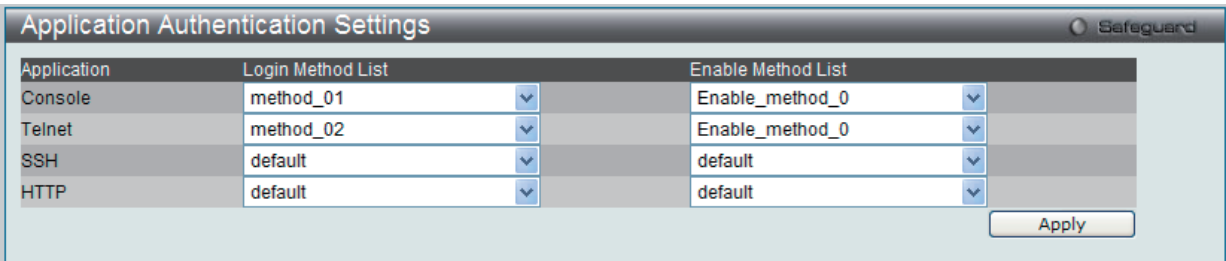 Application Authentication Settings
Safeguard
Application Login Method List Enable Method List
Console method_01 Enable_method_0
Telnet method_02 Enable_method_0
SSH default default
HTTP default default
Apply